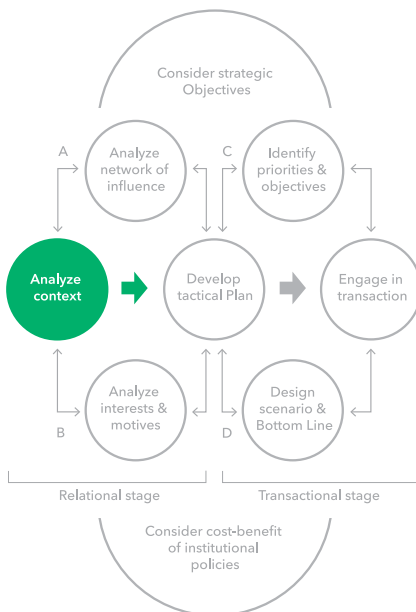 Consider strategic
Objectives
A
Analyze
network of
influence
C
Identify
priorities &
objectives
Analyze
context
Develop
tactical Plan
Engage in
transaction
Analyze
interests &
motives
B
Design
scenario &
Bottom Line
D
Relational stage
Transactional stage
Consider cost-benefit
of institutional
policies